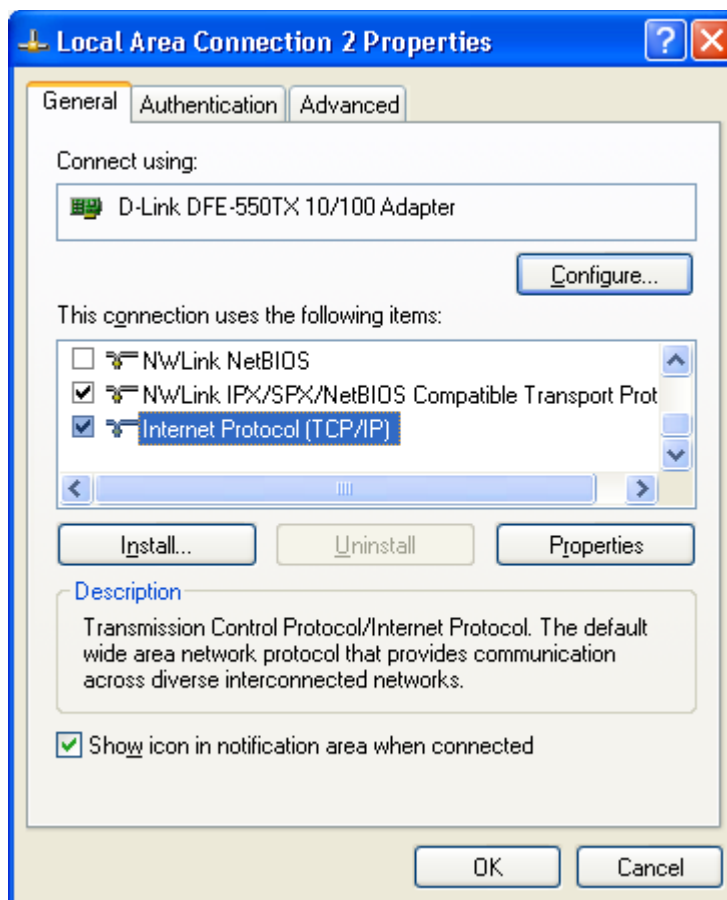 Local Area Connection 2 Properties
General Authentication Advanced
Connect using:
D-Link DFE-550TX 10/100 Adapter
Configure...
This connection uses the following items:
NWLink NetBIOS
NWLink IPX/SPX/NetBIOS Compatible Transport Prot
Internet Protocol (TCP/IP)
Install... Uninstall Properties
Description
Transmission Control Protocol/Internet Protocol. The default
wide area network protocol that provides communication
across diverse interconnected networks.
Show icon in notification area when connected
OK Cancel